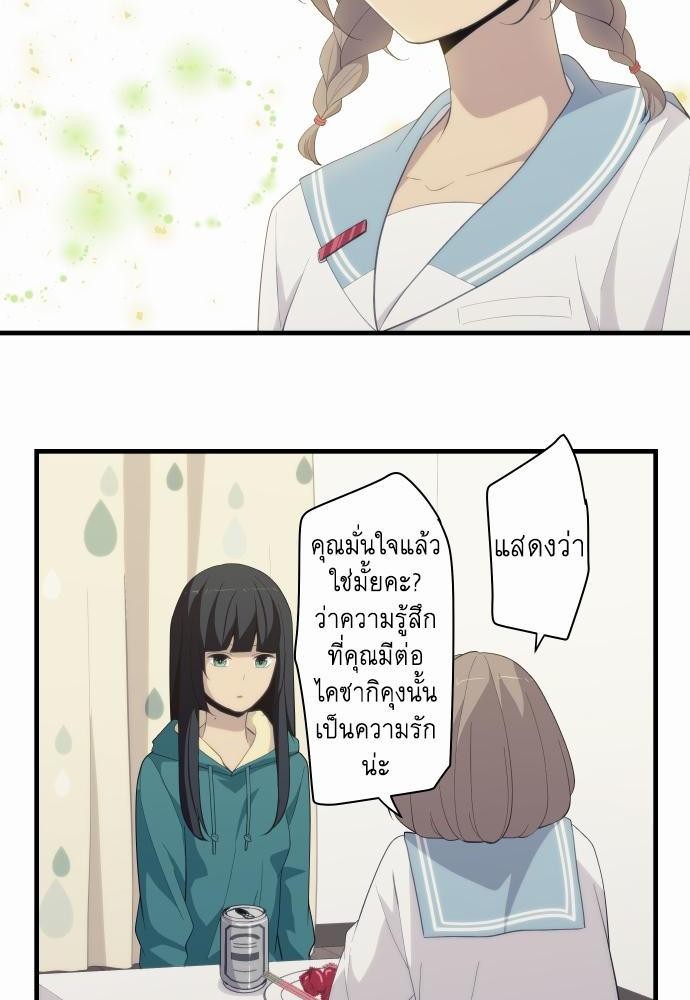 แสดงว่า
คุณมั่นใจแล้ว
ใช่มั้ยคะ?
ว่าความรู้สึก
ที่คุณมีต่อ
ไคซากิคุงนั้น
เป็นความรัก
น่ะ